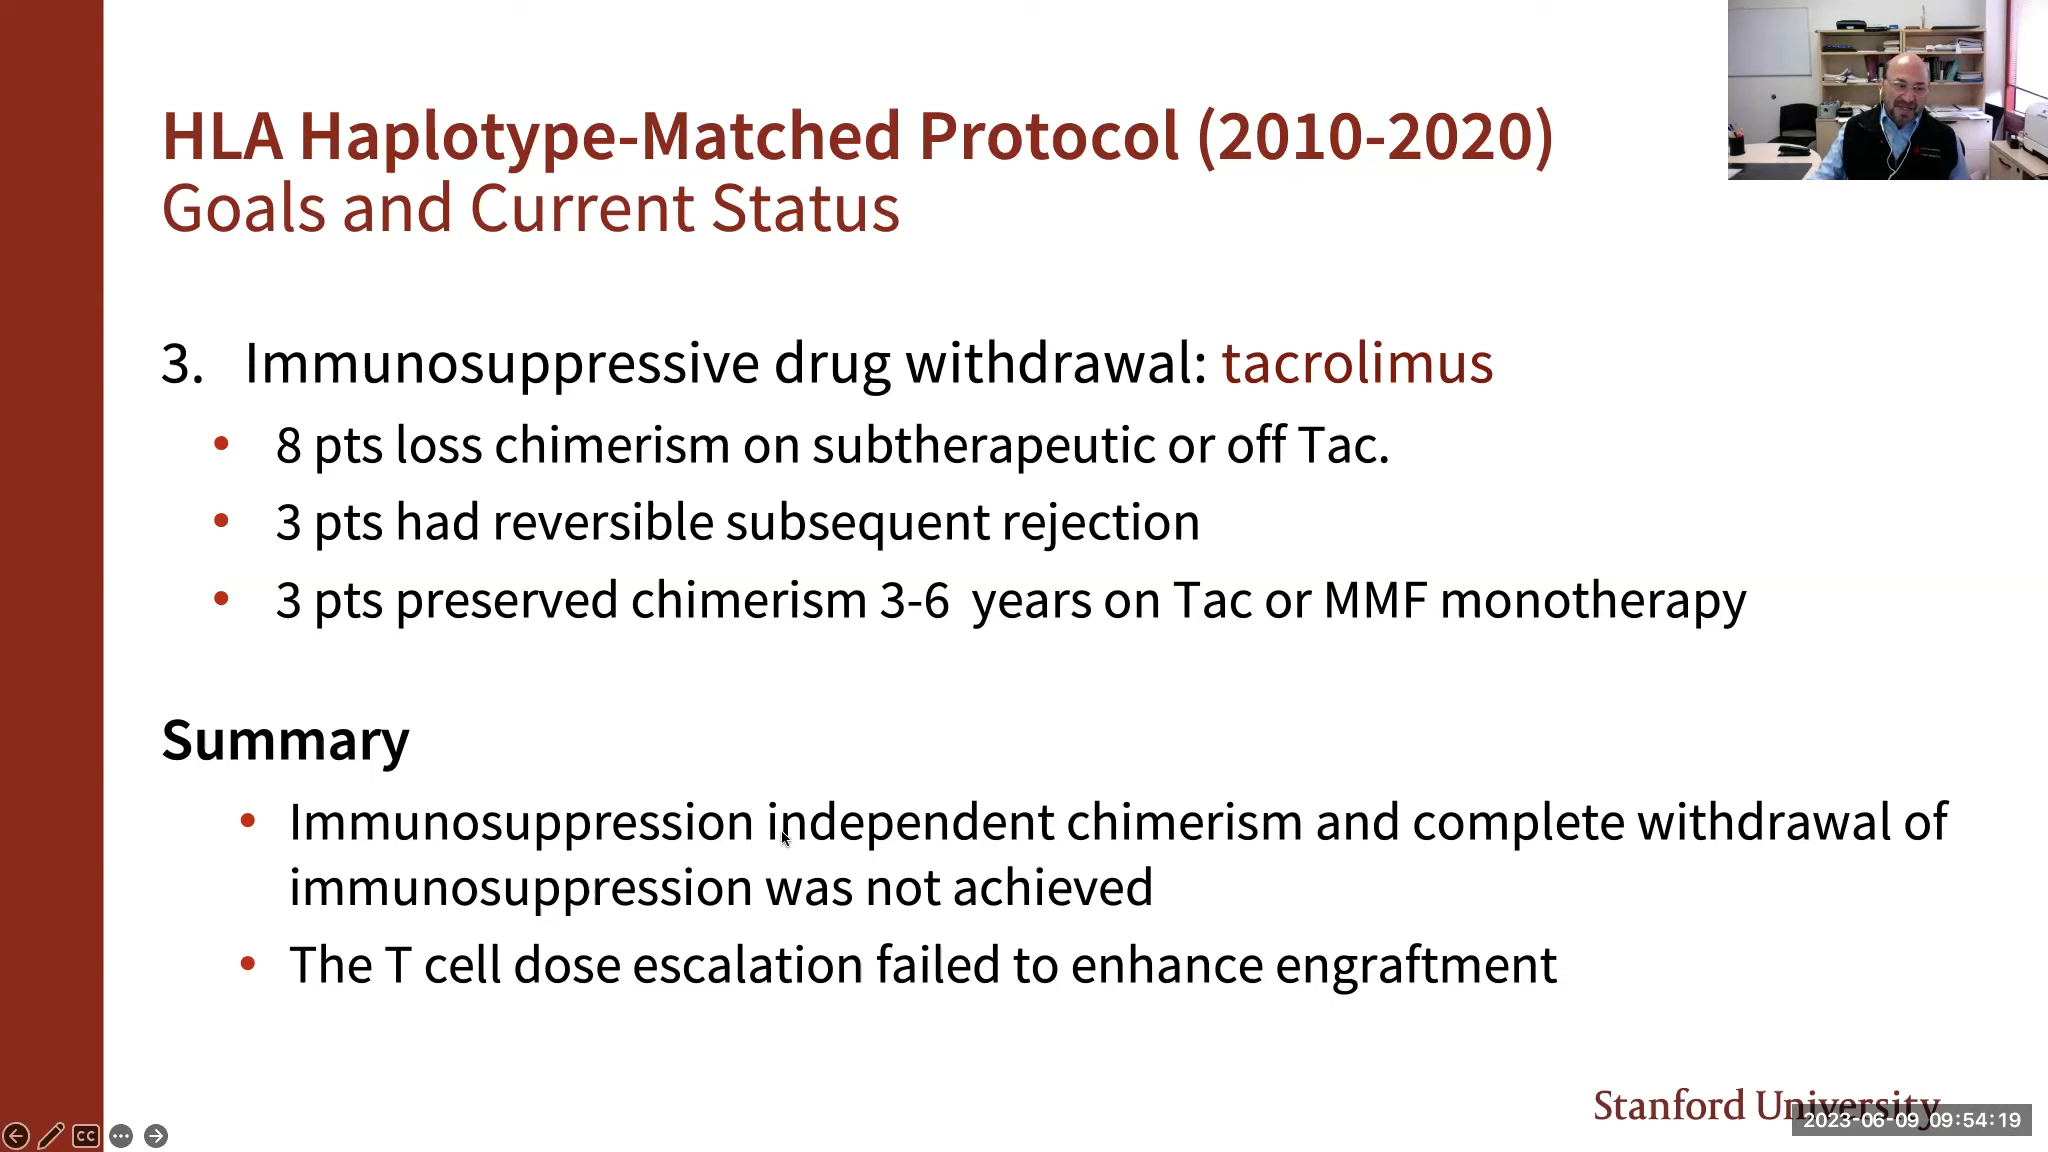 HLA Haplotype-Matched Protocol (2010-2020)
Goals and Current Status
3. Immunosuppressive drug withdrawal: tacrolimus
• 8 pts loss chimerism on subtherapeutic or off Tac.
• 3 pts had reversible subsequent rejection
• 3 pts preserved chimerism 3-6 years on Tac or MMF monotherapy
Summary
• Immunosuppression independent chimerism and complete withdrawal of
immunosuppression was not achieved
• The T cell dose escalation failed to enhance engraftment
Stanford University
2023-06-09 09:54:19
CC